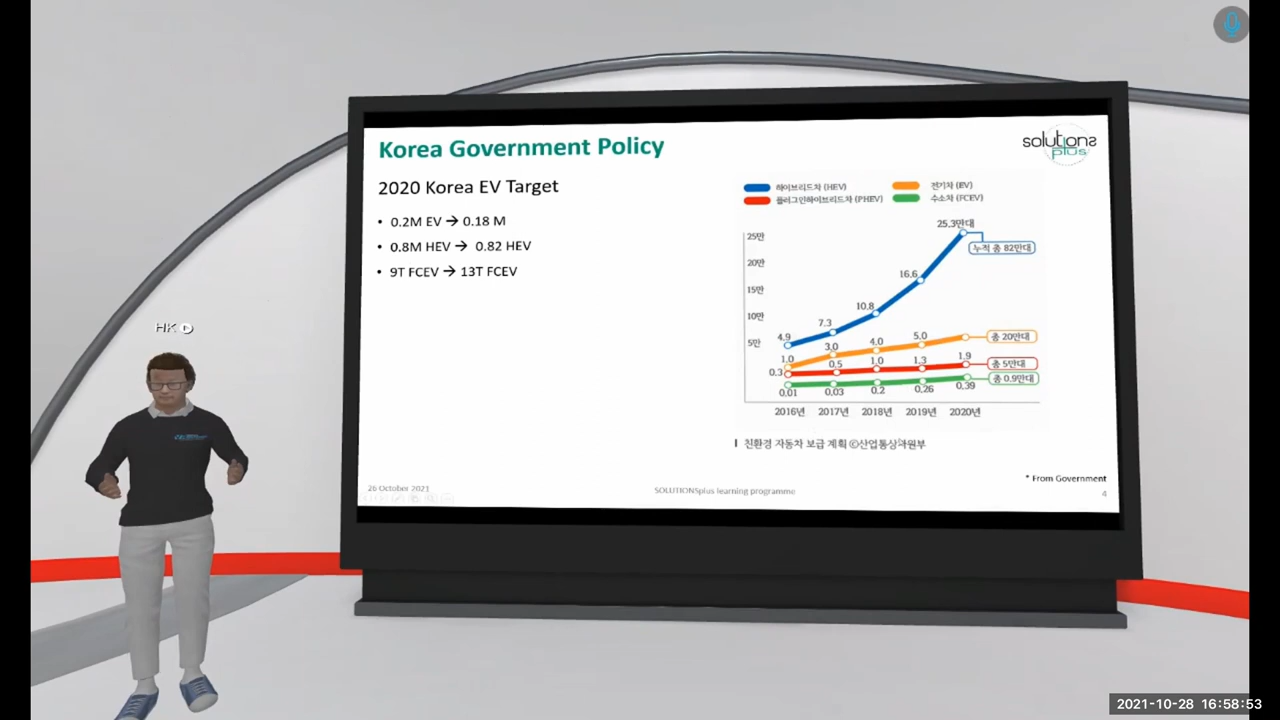 Korea Government Policy
solutions
plus
2020 Korea EV Target
• 0.2M EV → 0.18 M
• 0.8M HEV → 0.82 HEV
• 9T FCEV → 13T FCEV
하이브리드차 (HEV)
전기차 (EV)
플러그인하이브리드차 (PHEV)
수소차 (FCEV)
25.3만대
25만
누적 총 82만대
20만
16.6
15만
10.8
10만
7.3
4.9
5만
3.0
4.0
5.0
총 20만대
1.0
0.5
1.0
1.3
1.9
총 5만대
0.3
총 0.9만대
0.01
0.03
0.2
0.26
0.39
2016년
2017년
2018년
2019년
2020년
친환경 자동차 보급 계획 ©산업통상자원부
* From Government
26 October 2021
SOLUTIONSplus learning programme
4
HK
2021-10-28 16:58:53